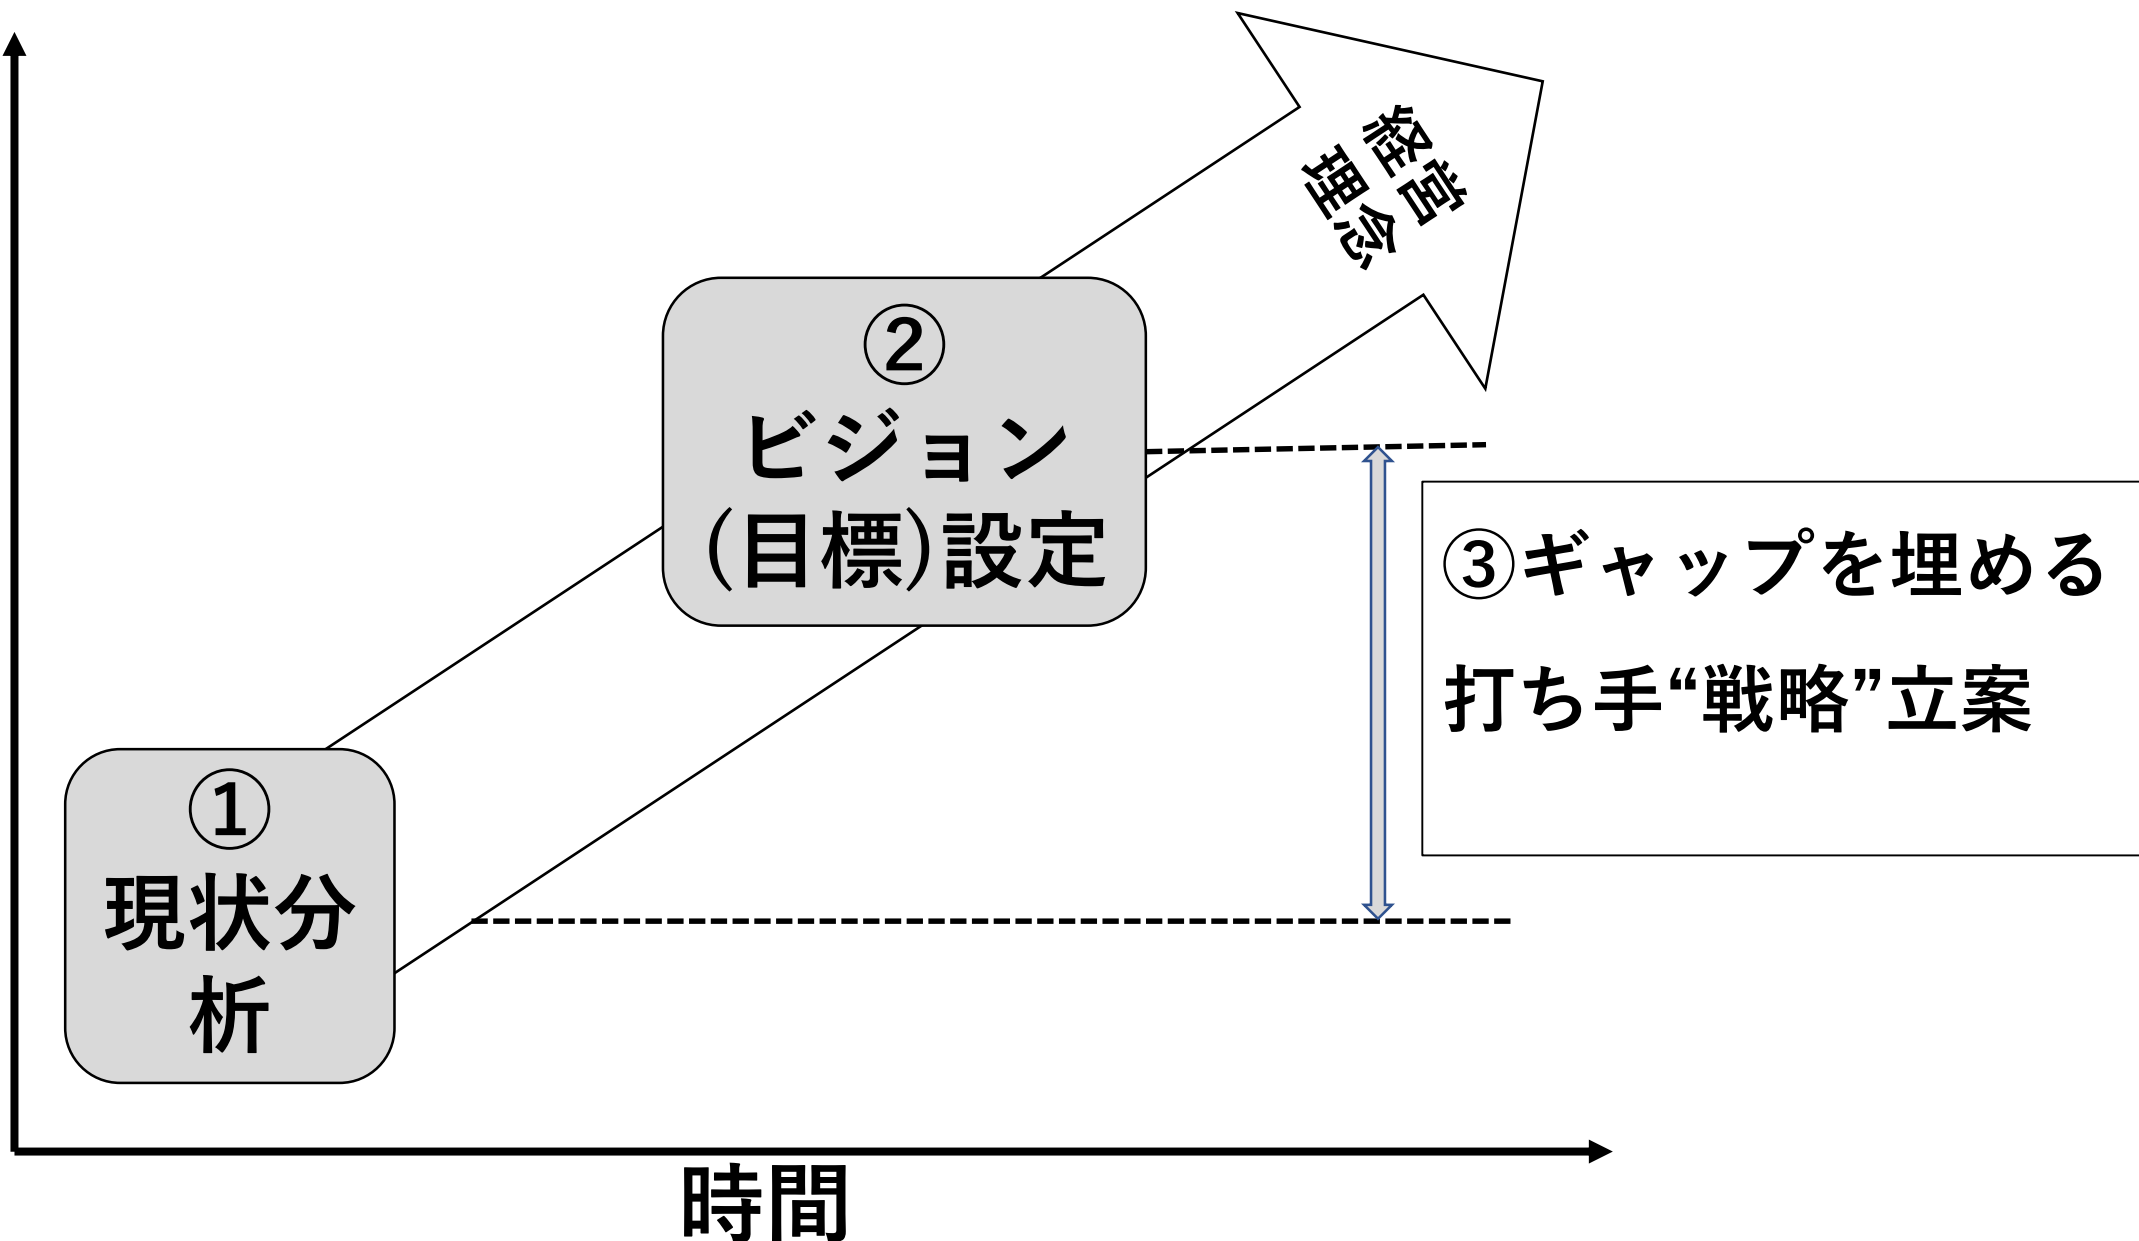 経営
理念
②
ビジョン
(目標)設定
③ギャップを埋める
打ち手“戦略”立案
①
現状分
析
時間